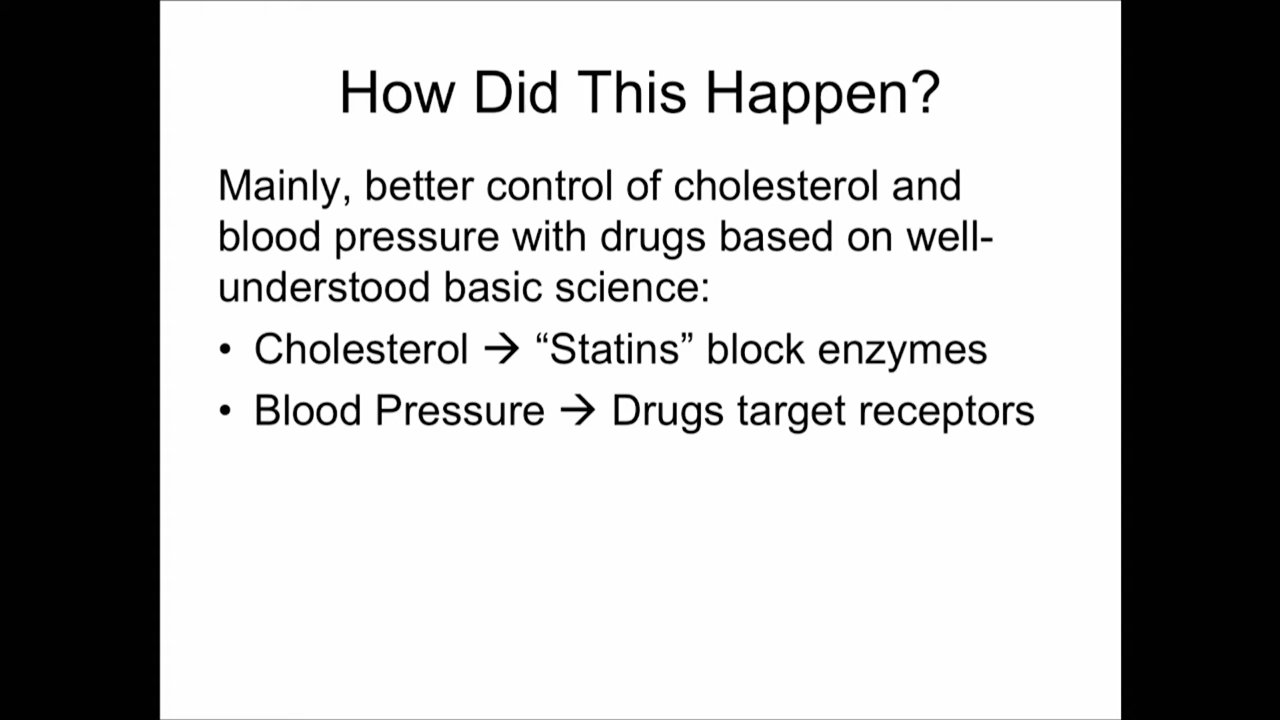 How Did This Happen?
Mainly, better control of cholesterol and
blood pressure with drugs based on well-
understood basic science:
• Cholesterol → “Statins” block enzymes
• Blood Pressure → Drugs target receptors